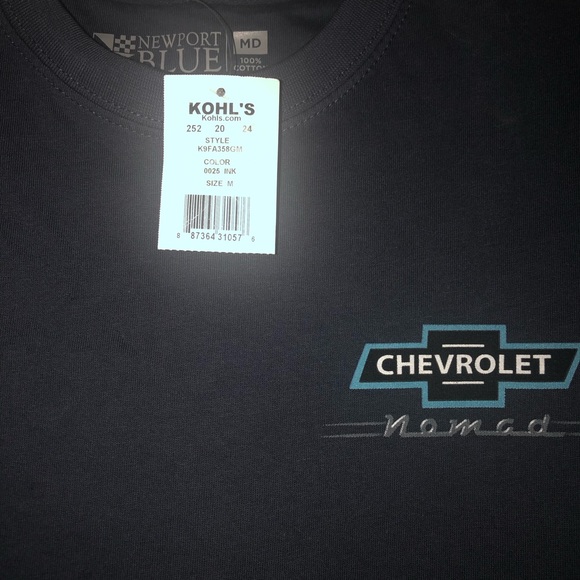 NEWPORT
BLUE
MD
100%
COTTON
KOHL'S
Kohls.com
252 20 24
STYLE
K9FA358GM
COLOR
0025 INK
SIZE M
8 87364 31057 6
CHEVROLET
Nomad